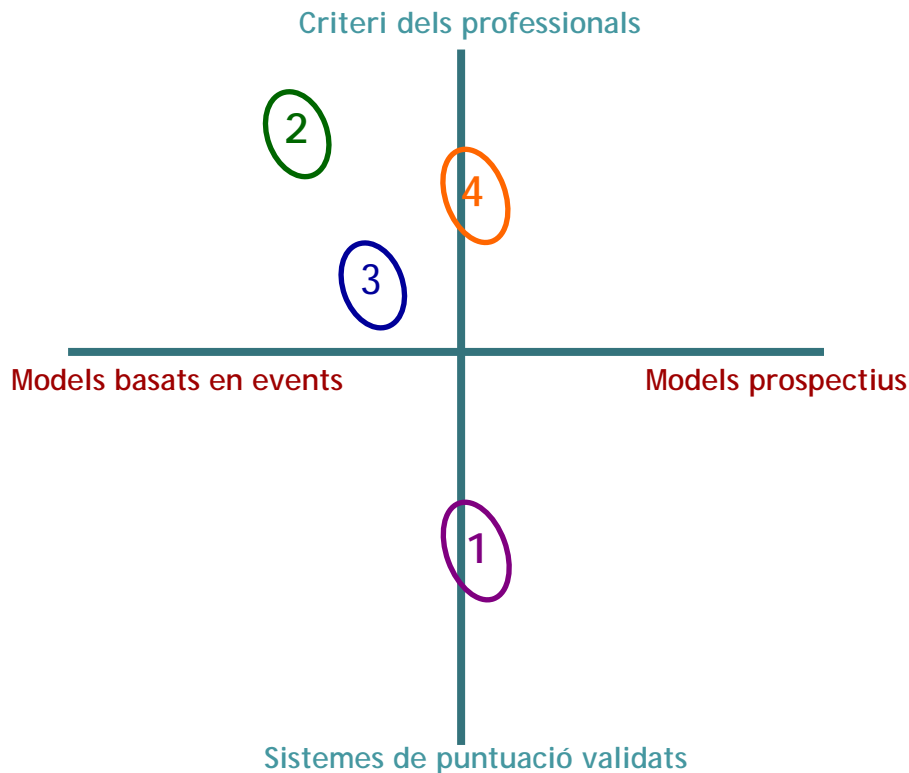 Criteri dels professionals
2
4
3
Models basats en events
Models prospectius
1
Sistemes de puntuació validats